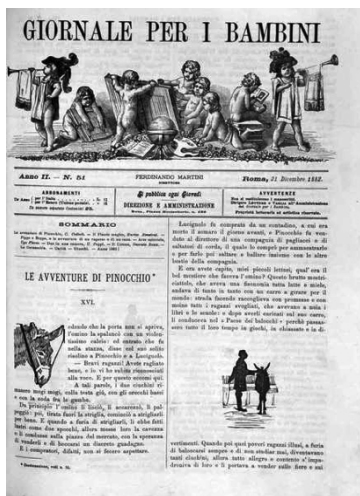 GIORNALE PER I BAMBINI
Anno II. — N. 51
FERDINANDO MARTINI
DIRETTORE
Roma, 21 Dicembre 1882.
ABBONAMENTI
Si pubblica ogni Giovedì
DIREZIONE E AMMINISTRAZIONE
AVVERTENZE
SOMMARIO
LE AVVENTURE DI PINOCCHIO
XVI.
edendo che la porta non si apriva,
l'omino la spalancò con un violen-
tissimo calcio: ed entrato che fu
nella stanza, disse col suo solito
risolino a Pinocchio e a Lucignolo:
— Bravi ragazzi! Avete ragliato
bene, e io vi ho subito riconosciuti
alla voce. E per questo eccomi qui.
A tali parole, i due ciuchini ri-
masero mogi mogi, colla testa giù, con gli orecchi bassi
e con la coda fra le gambe.
Da principio l'omino li lisciò, li accarezzò, li pal-
peggiò: poi, tirata fuori la striglia, cominciò a strigliarli
per bene. E quando a furia di strigliarli, li ebbe fatti
lustri come due specchi, allora messe loro la cavezza
e li condusse sulla piazza del mercato, con la speranza
di venderli e di beccarsi un discreto guadagno.
E i compratori, difatti, non si fecero aspettare.
Lucignolo fu comprato da un contadino, a cui era
morto il somaro il giorno avanti, e Pinocchio fu ven-
duto al direttore di una compagnia di pagliacci e di
saltatori di corda, il quale lo comprò per ammaestrarlo
e per farlo poi saltare e ballare insieme con le altre
bestie della compagnia.
E ora avete capito, miei piccoli lettori, qual'era il
bel mestiere che faceva l'omino? Questo brutto mostri-
ciattolo, che aveva una fisonomia tutta latte e miele,
andava di tanto in tanto con un carro a girare per il
mondo: strada facendo raccoglieva con promesse e con
moine tutti i ragazzi svogliati, che avevano a noia i
libri e le scuole: e dopo averli caricati sul suo carro,
li conduceva nel « Paese dei balocchi » perchè passas-
sero tutto il loro tempo in giochi, in chiassate e in di-
vertimenti. Quando poi quei poveri ragazzi illusi, a furia
di baloccarsi sempre e di non studiar mai, diventavano
tanti ciuchini, allora tutto allegro e contento s'impa-
droniva di loro e li portava a vender sulle fiere e sui